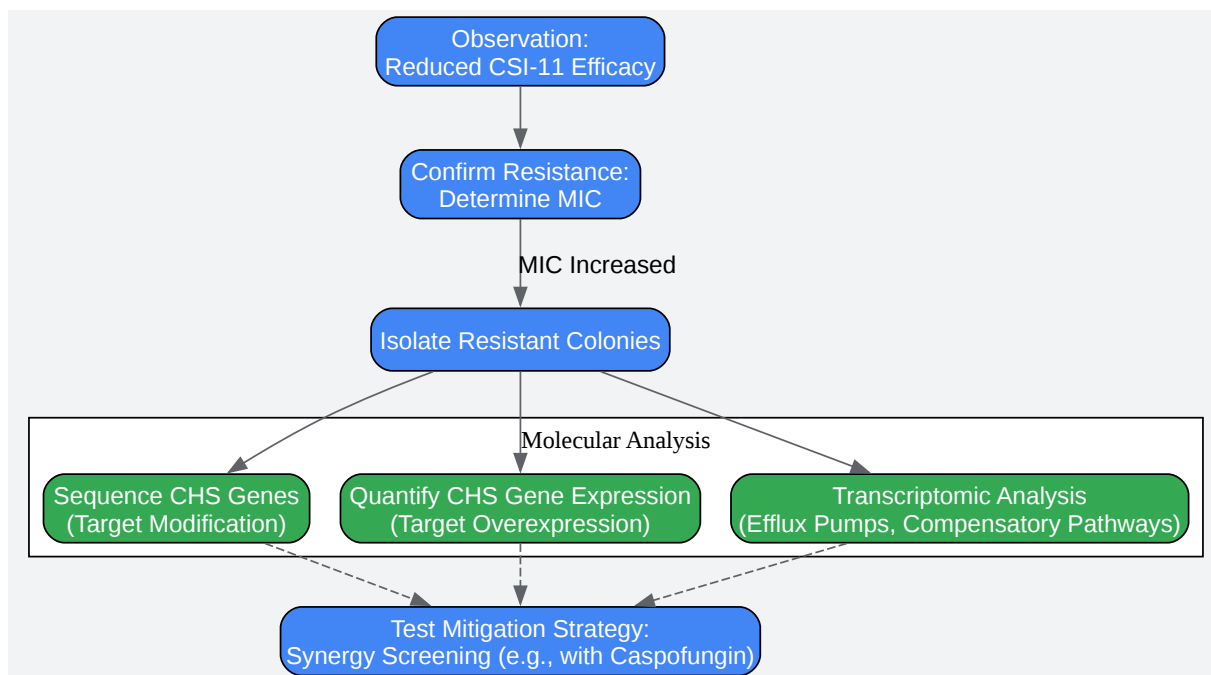 Observation:
Reduced CSI-11 Efficacy
Confirm Resistance:
Determine MIC
MIC Increased
Isolate Resistant Colonies
Molecular Analysis
Sequence CHS Genes
(Target Modification)
Quantify CHS Gene Expression
(Target Overexpression)
Transcriptomic Analysis
(Efflux Pumps, Compensatory Pathways)
Test Mitigation Strategy:
Synergy Screening (e.g., with Caspofungin)